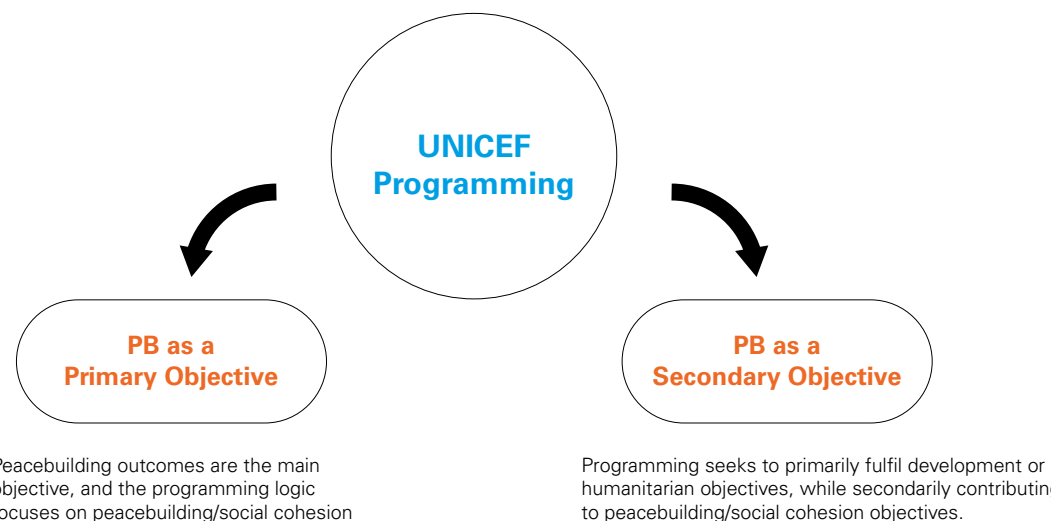 UNICEF
Programming
PB as a
Primary Objective
PB as a
Secondary Objective
Peacebuilding outcomes are the main
objective, and the programming logic
focuses on peacebuilding/social cohesion
Programming seeks to primarily fulfil development or
humanitarian objectives, while secondarily contributing
to peacebuilding/social cohesion objectives.